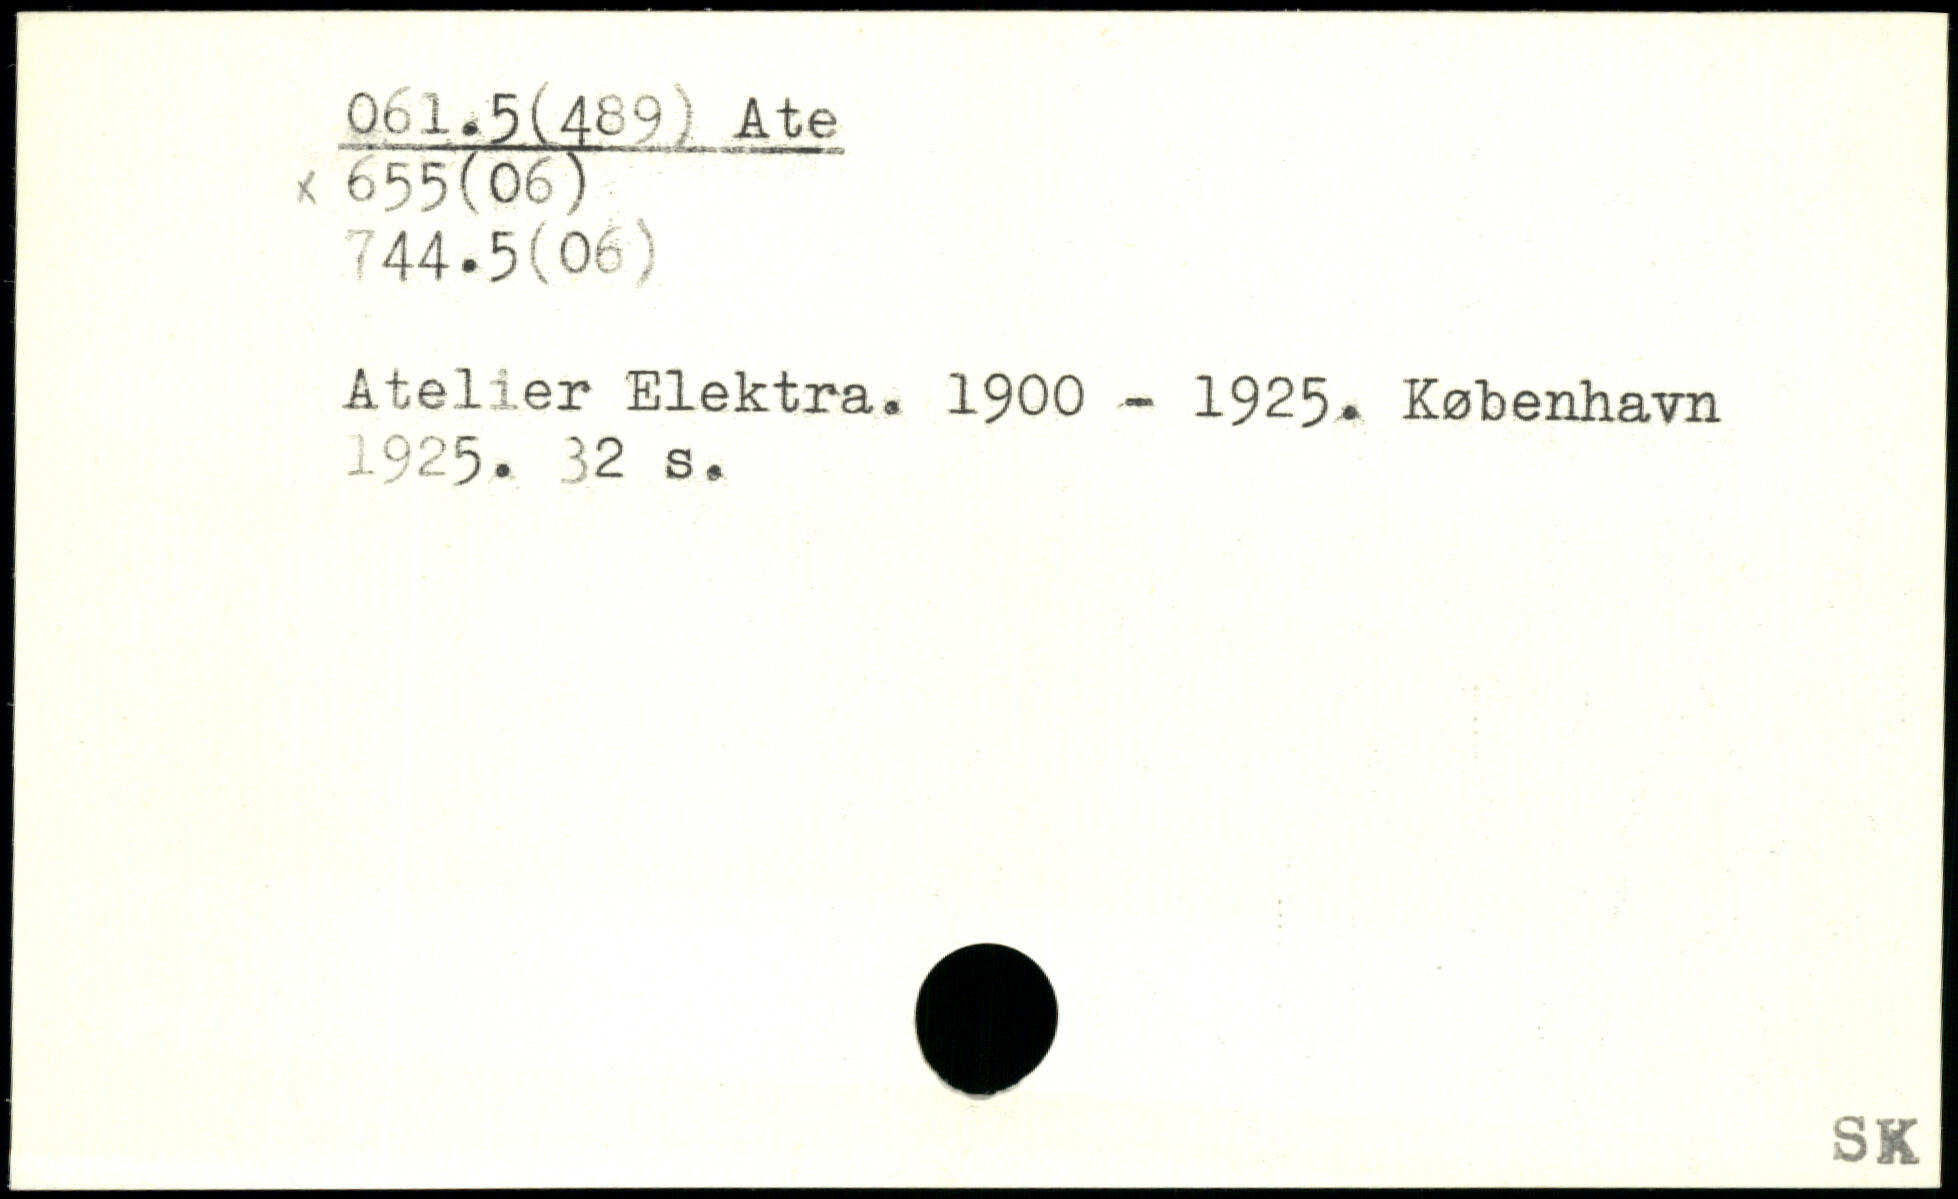 061.5(489) Ate
x 655(06)
744.5(06)
Atelier Elektra. 1900 - 1925. København
1925. 32 s.
SK